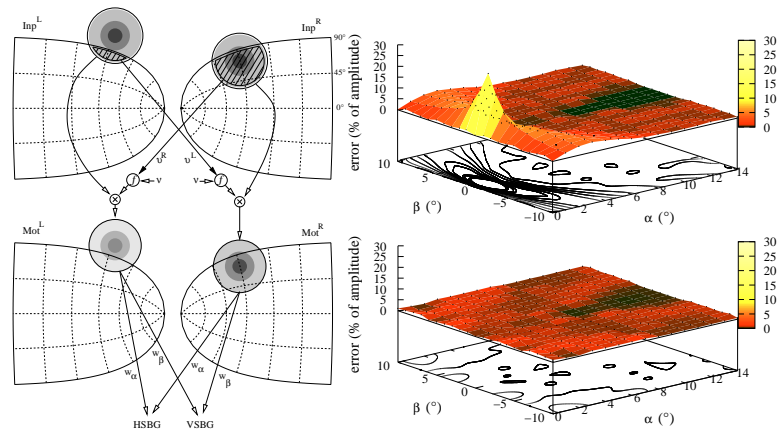 Inp^L
Inp^R
90°
45°
0°
υ^R
υ^L
f
ν
ν
f
⊗
⊗
Mot^L
Mot^R
w_α
w_β
w_α
w_β
HSBG
VSBG
error (% of amplitude)
30
25
20
15
10
5
0
30
25
20
15
10
5
0
10
5
0
−5
−10
β (°)
0
2
4
6
8
10
12
14
α (°)
error (% of amplitude)
30
25
20
15
10
5
0
30
25
20
15
10
5
0
10
5
0
−5
−10
β (°)
0
2
4
6
8
10
12
14
α (°)